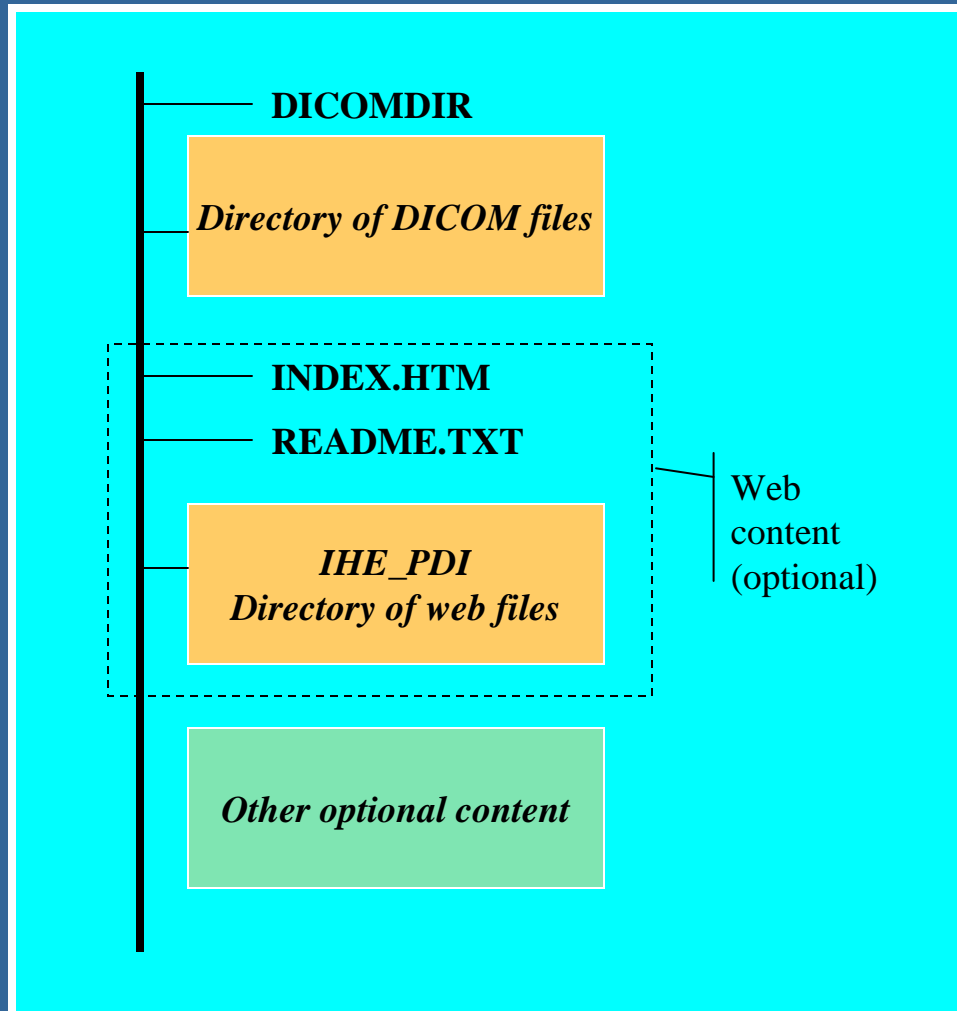 DICOMDIR
Directory of DICOM files
INDEX.HTM
README.TXT
IHE_PDI
Directory of web files
Web
content
(optional)
Other optional content